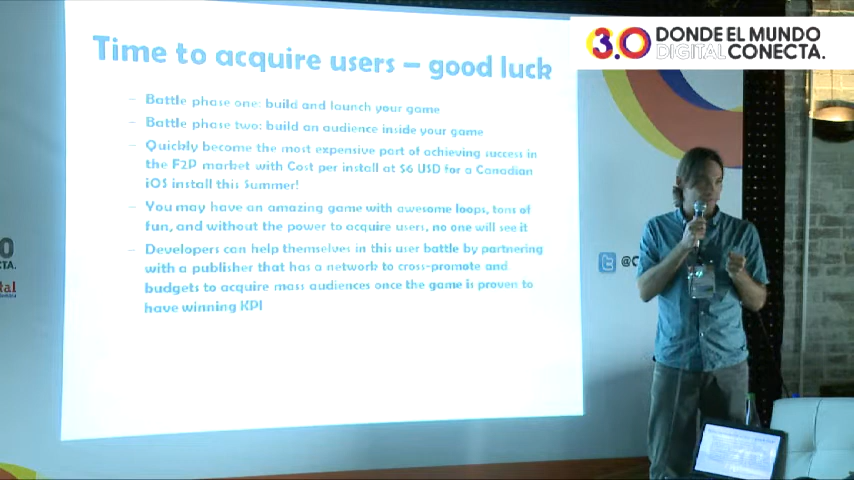 Time to acquire users – good luck
– Battle phase one: build and launch your game
– Battle phase two: build an audience inside your game
– Quickly become the most expensive part of achieving success in
the F2P market with Cost per install at $6 USD for a Canadian
iOS install this Summer!
– You may have an amazing game with awesome loops, tons of
fun, and without the power to acquire users, no one will see it
– Developers can help themselves in this user battle by partnering
with a publisher that has a network to cross-promote and
budgets to acquire mass audiences once the game is proven to
have winning KPI
3.0 DONDE EL MUNDO
DIGITAL CONECTA.